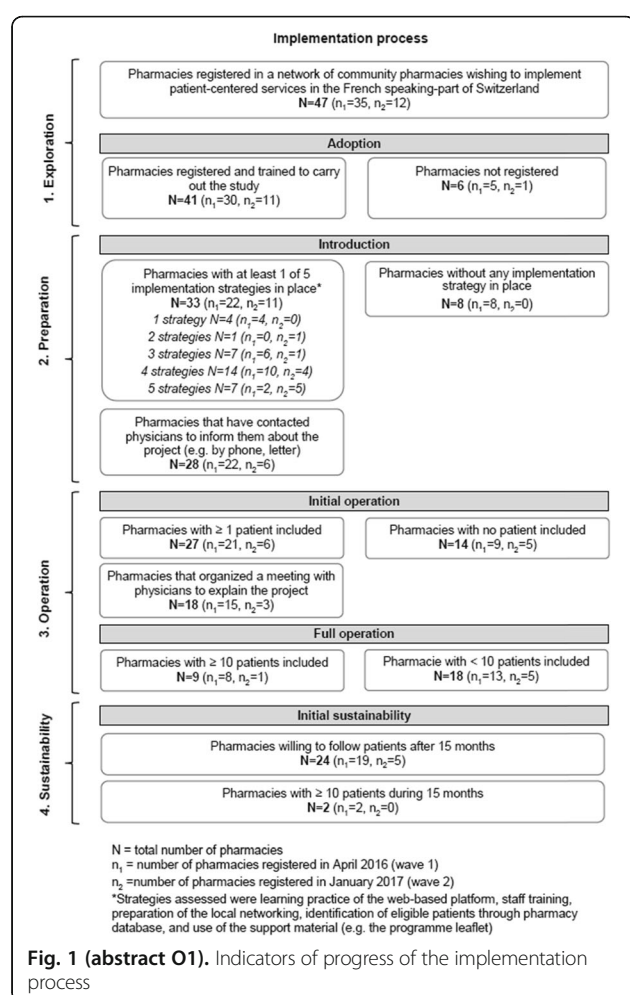 Implementation process
1. Exploration
Pharmacies registered in a network of community pharmacies wishing to implement
patient-centered services in the French speaking-part of Switzerland
N=47 (n₁=35, n₂=12)
Adoption
Pharmacies registered and trained to carry
out the study
N=41 (n₁=30, n₂=11)
Pharmacies not registered
N=6 (n₁=5, n₂=1)
2. Preparation
Introduction
Pharmacies with at least 1 of 5
implementation strategies in place*
N=33 (n₁=22, n₂=11)
1 strategy N=4 (n₁=4, n₂=0)
2 strategies N=1 (n₁=0, n₂=1)
3 strategies N=7 (n₁=6, n₂=1)
4 strategies N=14 (n₁=10, n₂=4)
5 strategies N=7 (n₁=2, n₂=5)
Pharmacies without any implementation
strategy in place
N=8 (n₁=8, n₂=0)
Pharmacies that have contacted
physicians to inform them about the
project (e.g. by phone, letter)
N=28 (n₁=22, n₂=6)
3. Operation
Initial operation
Pharmacies with ≥ 1 patient included
N=27 (n₁=21, n₂=6)
Pharmacies with no patient included
N=14 (n₁=9, n₂=5)
Pharmacies that organized a meeting with
physicians to explain the project
N=18 (n₁=15, n₂=3)
Full operation
Pharmacies with ≥ 10 patients included
N=9 (n₁=8, n₂=1)
Pharmacie with < 10 patients included
N=18 (n₁=13, n₂=5)
4. Sustainability
Initial sustainability
Pharmacies willing to follow patients after 15 months
N=24 (n₁=19, n₂=5)
Pharmacies with ≥ 10 patients during 15 months
N=2 (n₁=2, n₂=0)
N = total number of pharmacies
n₁ = number of pharmacies registered in April 2016 (wave 1)
n₂ =number of pharmacies registered in January 2017 (wave 2)
*Strategies assessed were learning practice of the web-based platform, staff training,
preparation of the local networking, identification of eligible patients through pharmacy
database, and use of the support material (e.g. the programme leaflet)
Fig. 1 (abstract O1). Indicators of progress of the implementation
process